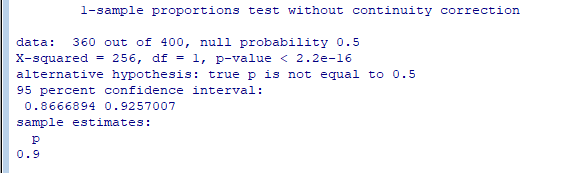 1-sample proportions test without continuity correction
data:  360 out of 400, null probability 0.5
X-squared = 256, df = 1, p-value < 2.2e-16
alternative hypothesis: true p is not equal to 0.5
95 percent confidence interval:
0.8666894 0.9257007
sample estimates:
p
0.9